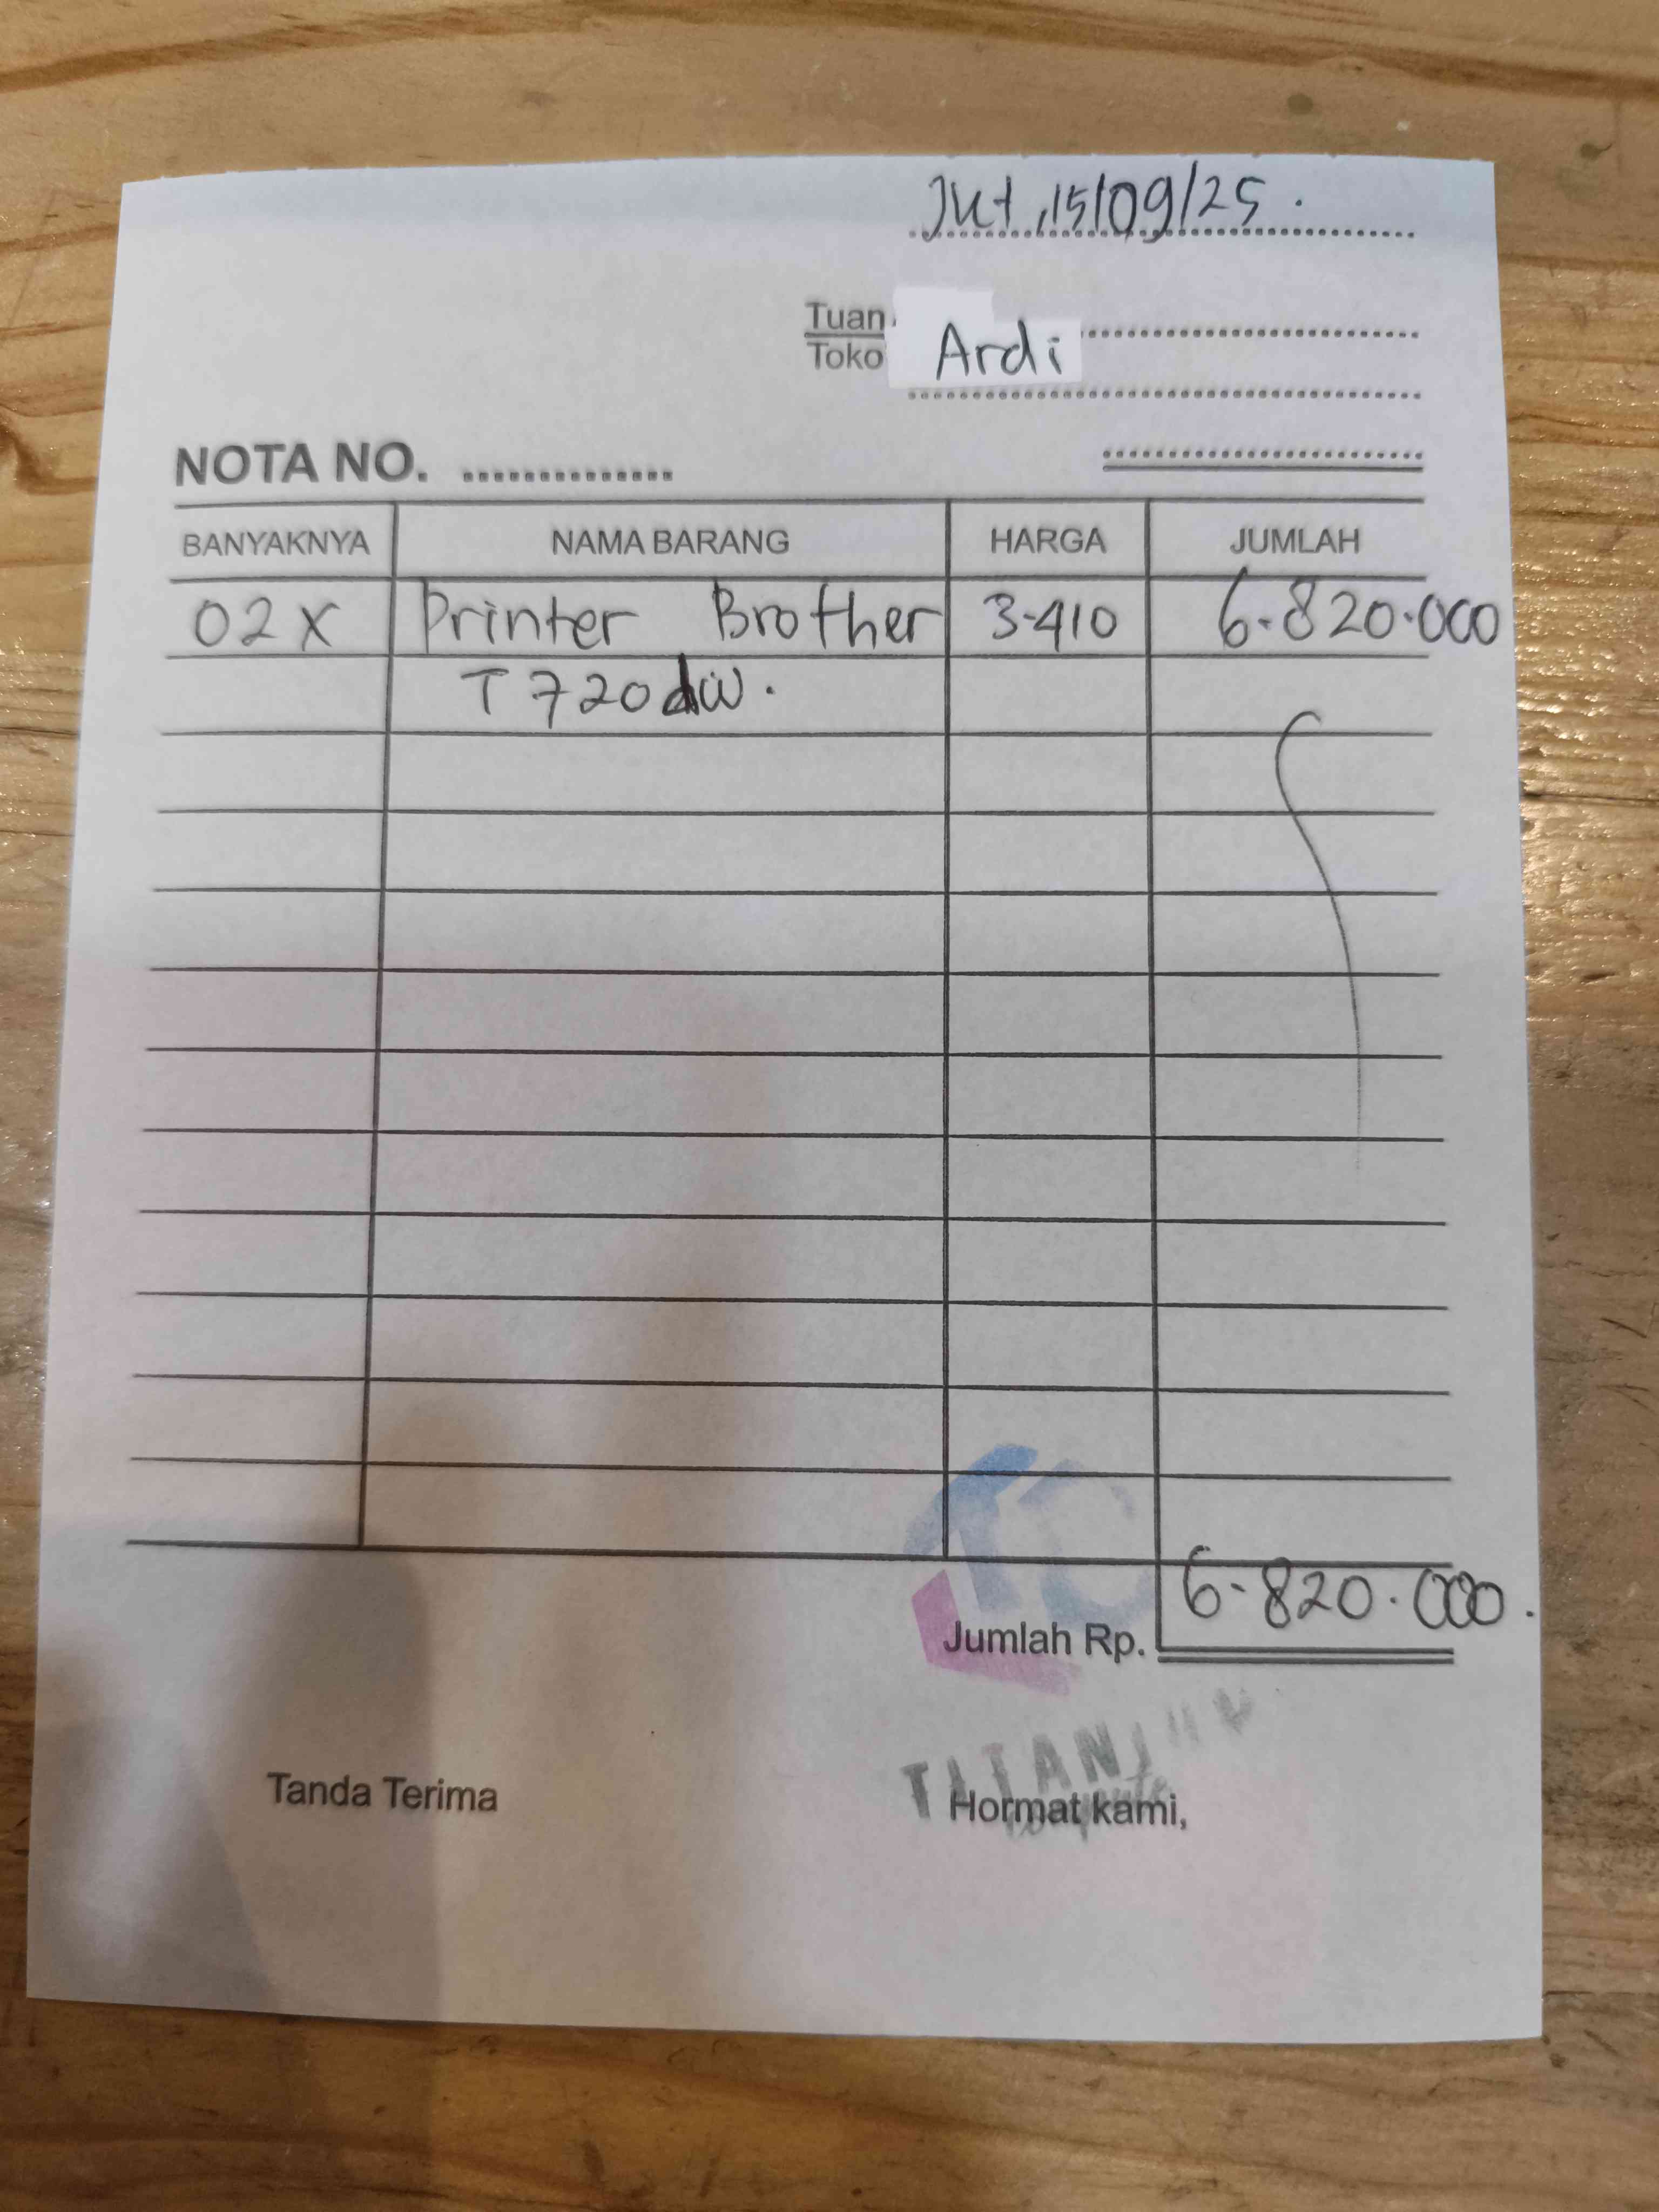 Jkt, 15/09/25.
Tuan
Toko Ardi
NOTA NO. ..............
BANYAKNYA NAMA BARANG HARGA JUMLAH
02 X Printer Brother 3.410 6.820.000
T720dw.
Jumlah Rp. 6.820.000.
Tanda Terima Hormat kami,